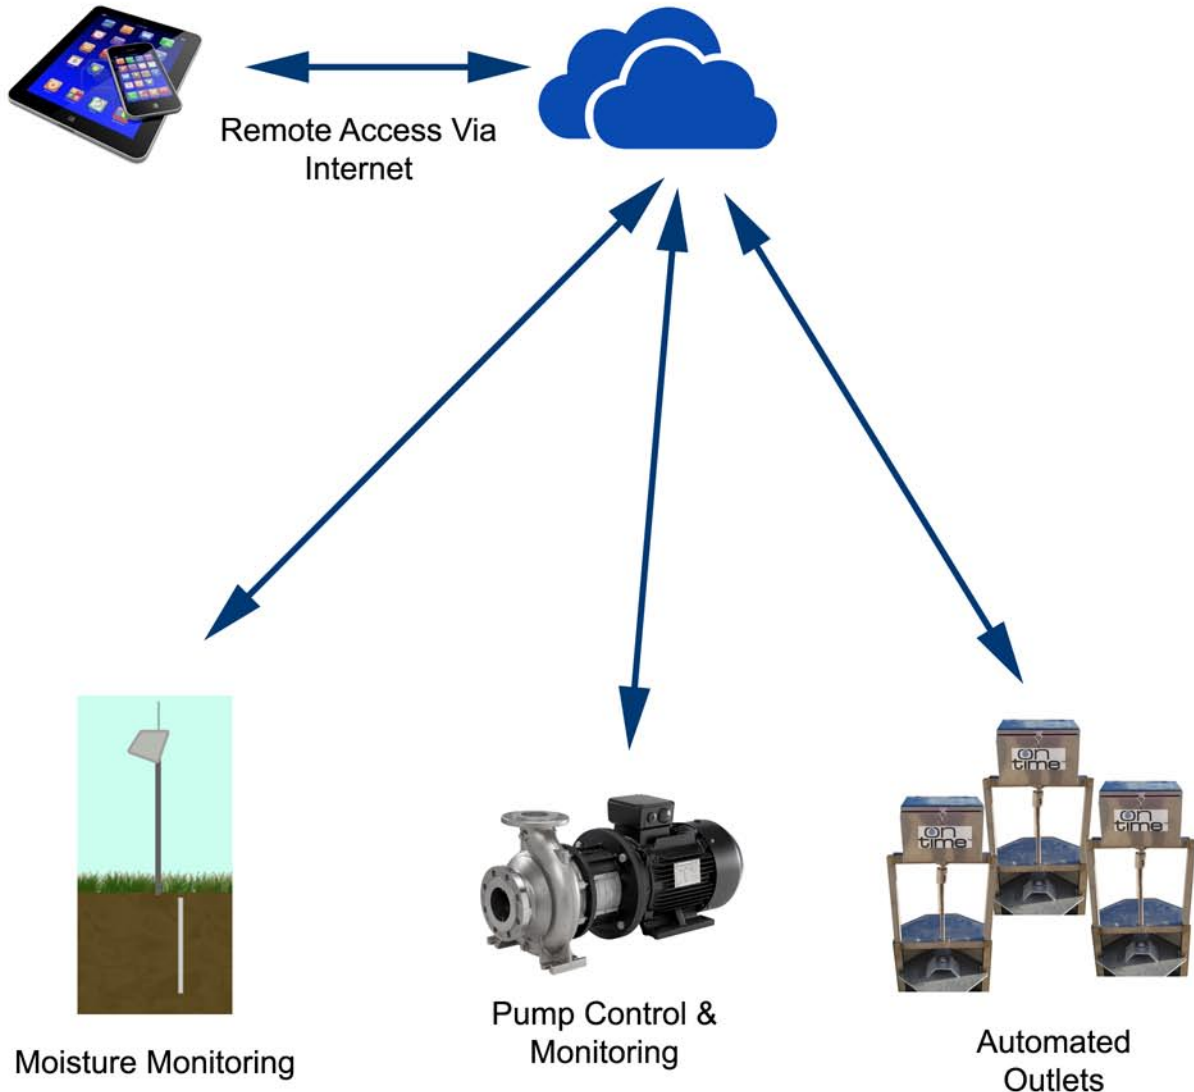 Remote Access Via
Internet
on
time
on
time
on
time
Moisture Monitoring
Pump Control &
Monitoring
Automated
Outlets